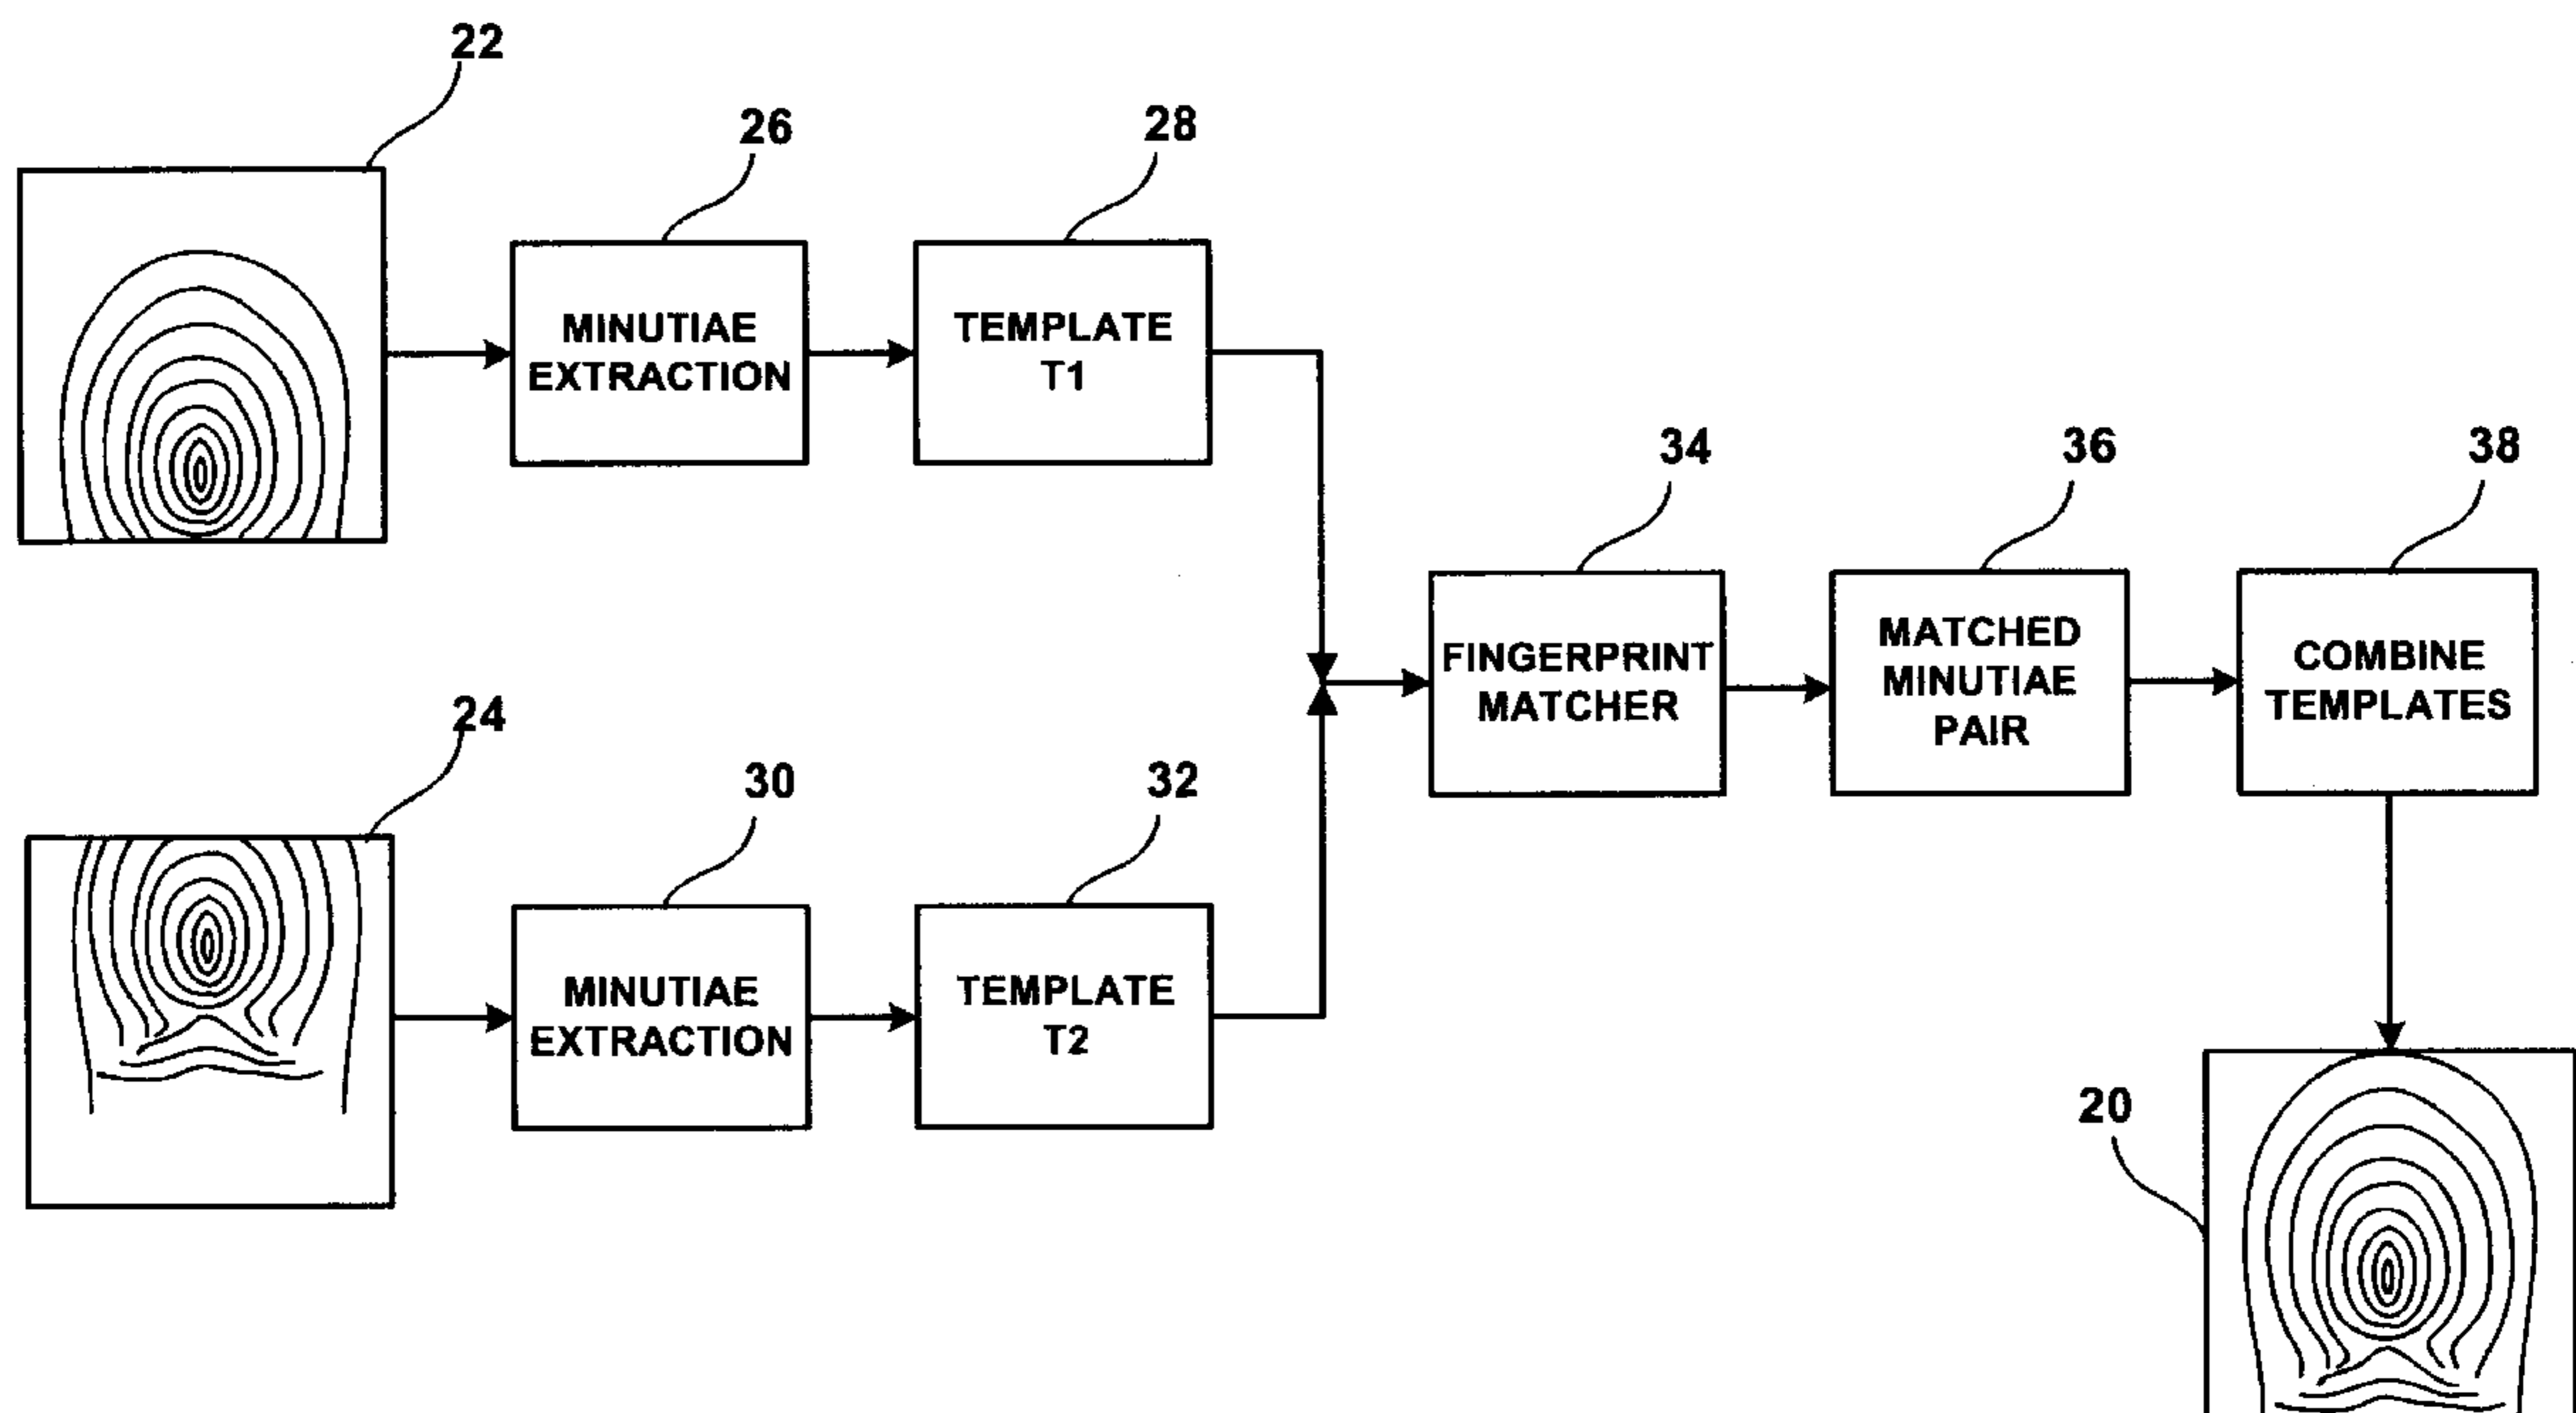 22
26
28
MINUTIAE
EXTRACTION
TEMPLATE
T1
34
36
38
FINGERPRINT
MATCHER
MATCHED
MINUTIAE
PAIR
COMBINE
TEMPLATES
24
30
32
MINUTIAE
EXTRACTION
TEMPLATE
T2
20